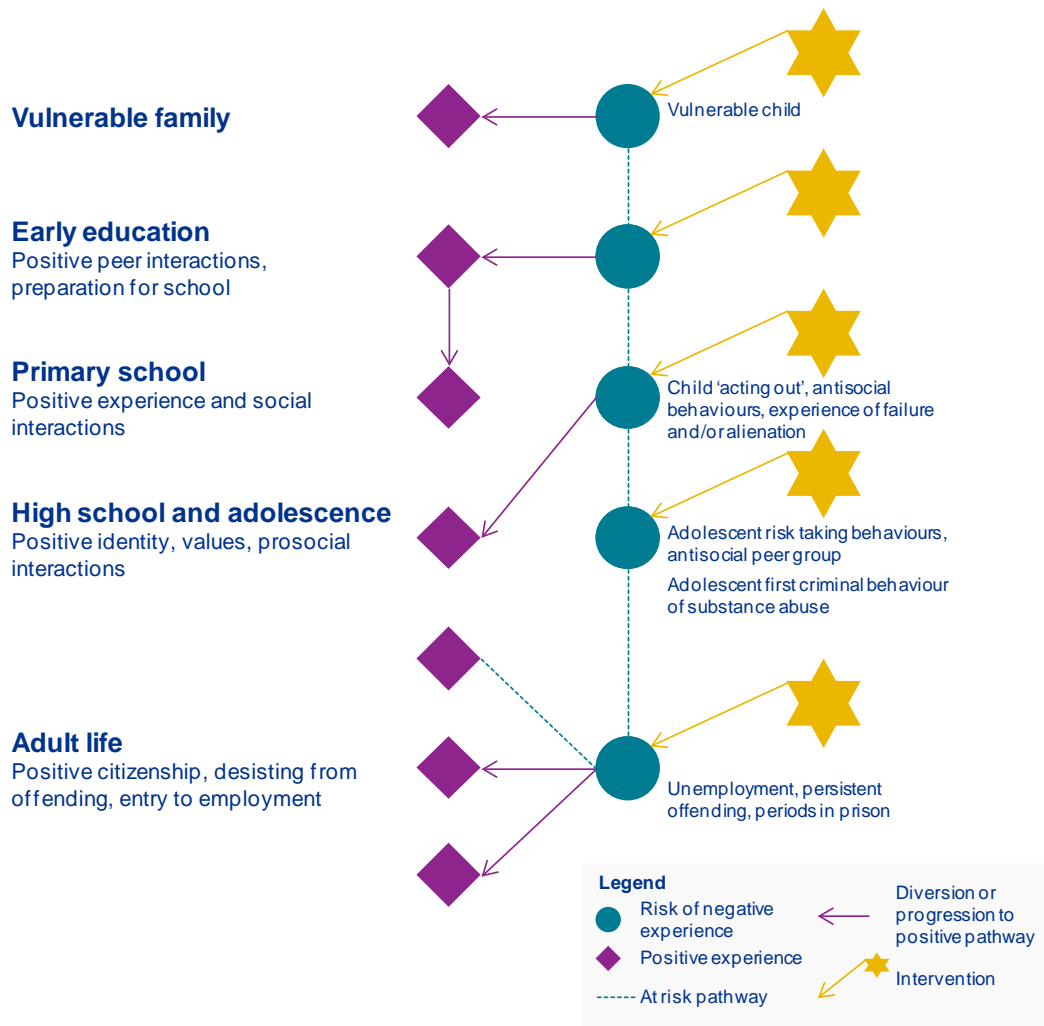 Vulnerable family
Vulnerable child
Early education
Positive peer interactions,
preparation for school
Primary school
Positive experience and social
interactions
Child ‘acting out’, antisocial
behaviours, experience of failure
and/or alienation
High school and adolescence
Positive identity, values, prosocial
interactions
Adolescent risk taking behaviours,
antisocial peer group
Adolescent first criminal behaviour
of substance abuse
Adult life
Positive citizenship, desisting from
offending, entry to employment
Unemployment, persistent
offending, periods in prison
Legend
Risk of negative
experience
Positive experience
At risk pathway
Diversion or
progression to
positive pathway
Intervention